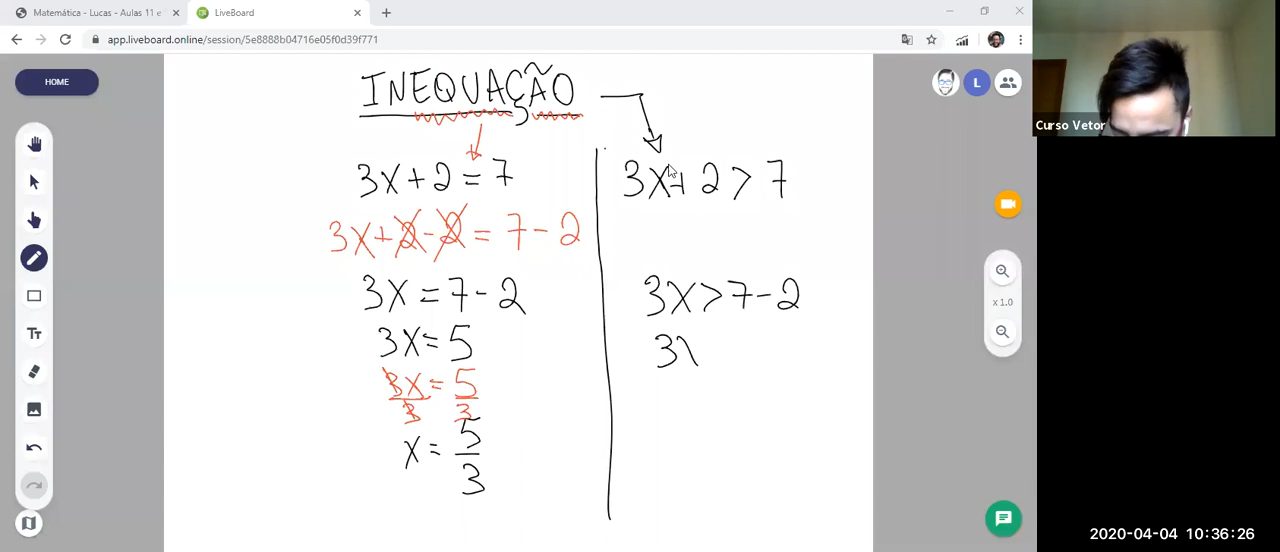 Matemática - Lucas - Aulas 11 e
LiveBoard
app.liveboard.online/session/5e8888b04716e05f0d39f771
HOME
L
Curso Vetor
INEQUAÇÃO
3x + 2 = 7
3x + 2 - 2 = 7 - 2
3x = 7 - 2
3x = 5
3x/3 = 5/3
x = 5/3
3x + 2 > 7
3x > 7 - 2
3x
Tт
x 1.0
2020-04-04 10:36:26